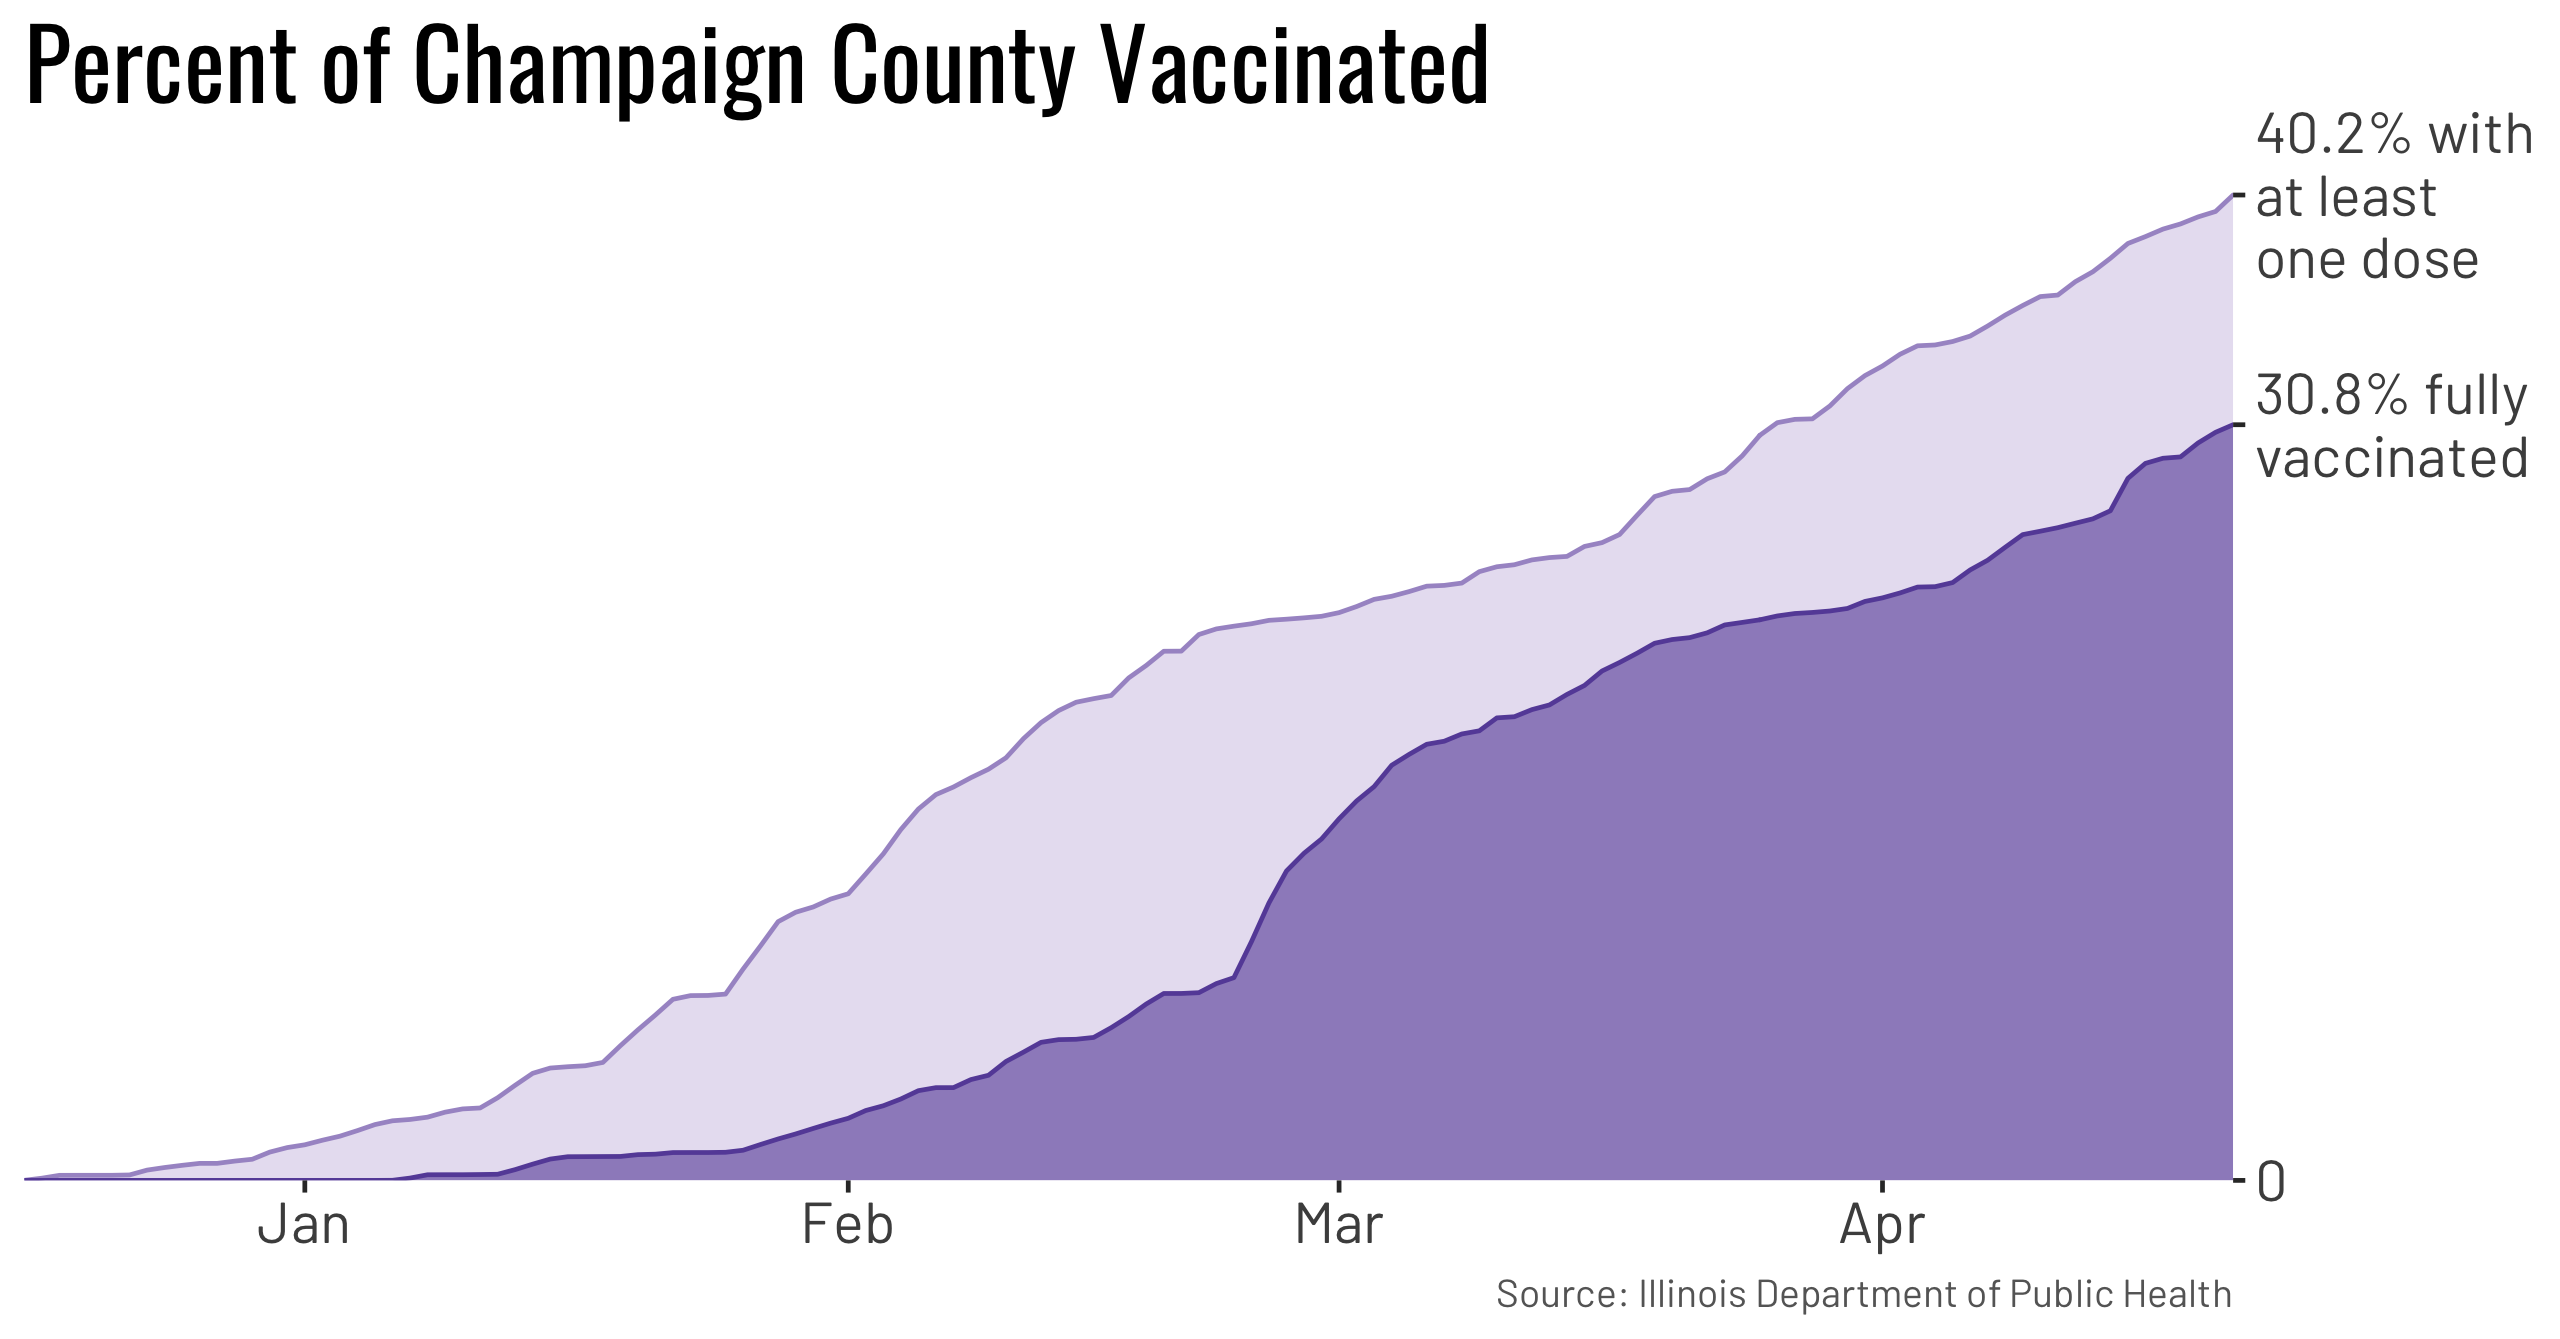 Percent of Champaign County Vaccinated
40.2% with
at least
one dose
30.8% fully
vaccinated
0
Jan Feb Mar Apr
Source: Illinois Department of Public Health